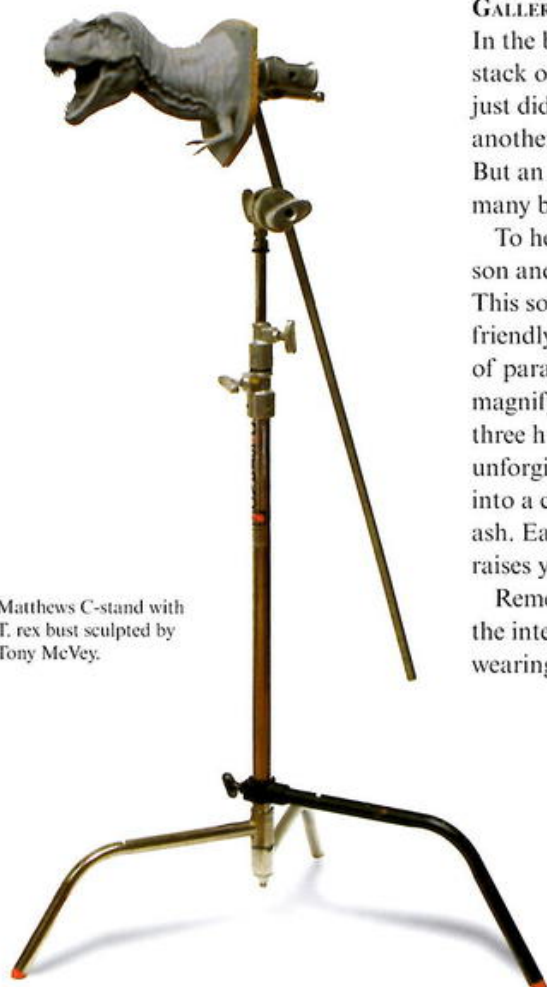 Matthews C-stand with
T. rex bust sculpted by
Tony McVey.
GALLER
In the b
stack o
just did
another
But an
many b
To he
son and
This so
friendly
of para
magnif
three h
unforgi
into a c
ash. Ea
raises y
Reme
the inte
wearing